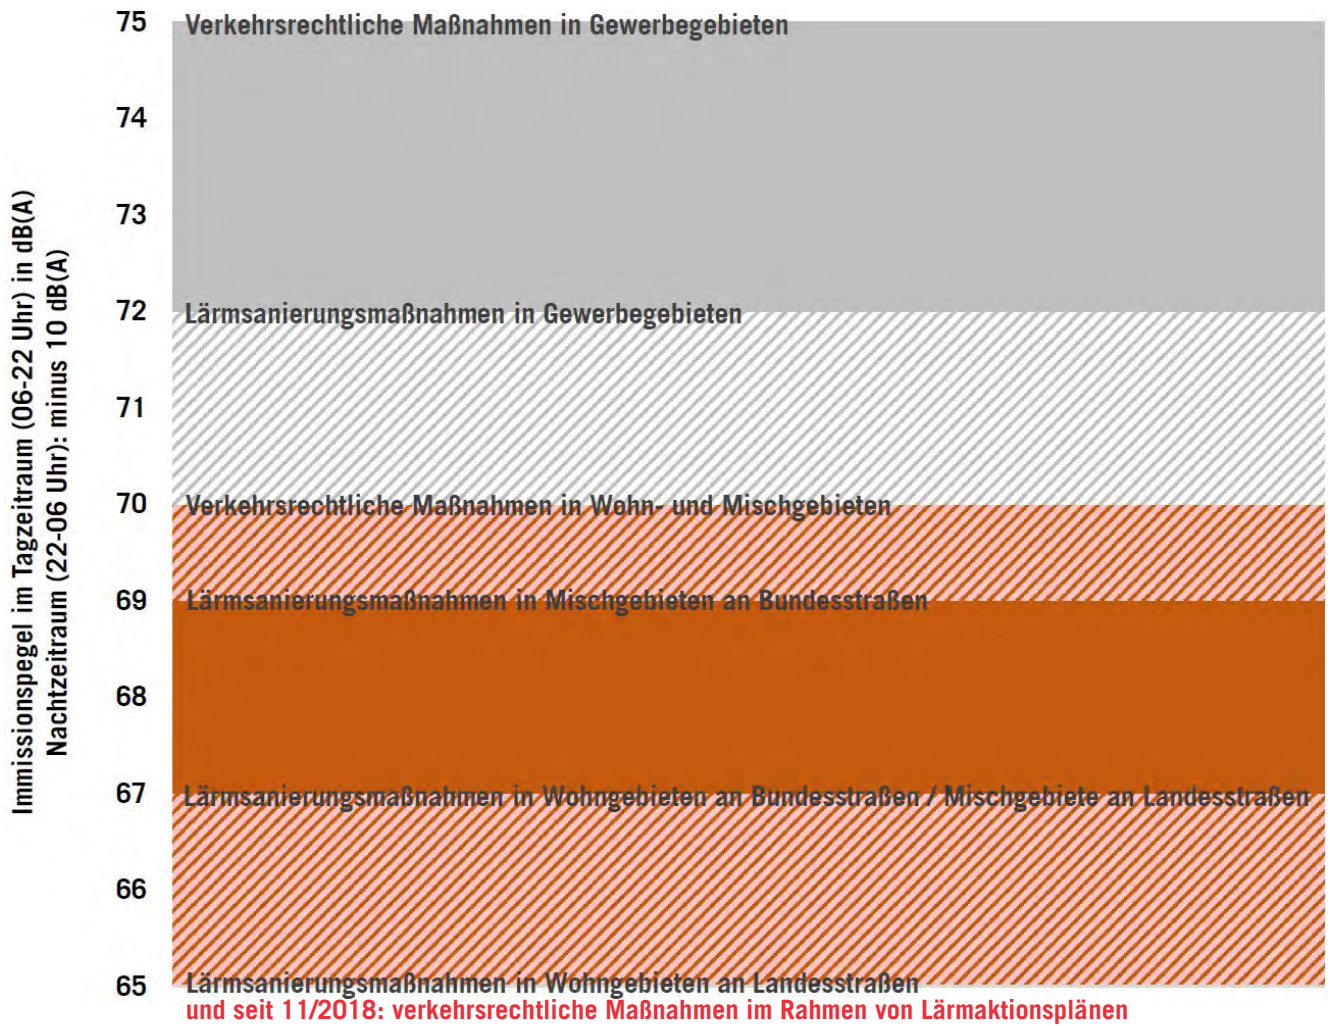 Immissionspegel im Tagzeitraum (06-22 Uhr) in dB(A)
Nachtzeitraum (22-06 Uhr): minus 10 dB(A)
75
Verkehrsrechtliche Maßnahmen in Gewerbegebieten
74
73
72
Lärmsanierungsmaßnahmen in Gewerbegebieten
71
70
Verkehrsrechtliche Maßnahmen in Wohn- und Mischgebieten
69
Lärmsanierungsmaßnahmen in Mischgebieten an Bundesstraßen
68
67
Lärmsanierungsmaßnahmen in Wohngebieten an Bundesstraßen / Mischgebiete an Landesstraßen
66
65
Lärmsanierungsmaßnahmen in Wohngebieten an Landesstraßen
und seit 11/2018: verkehrsrechtliche Maßnahmen im Rahmen von Lärmaktionsplänen